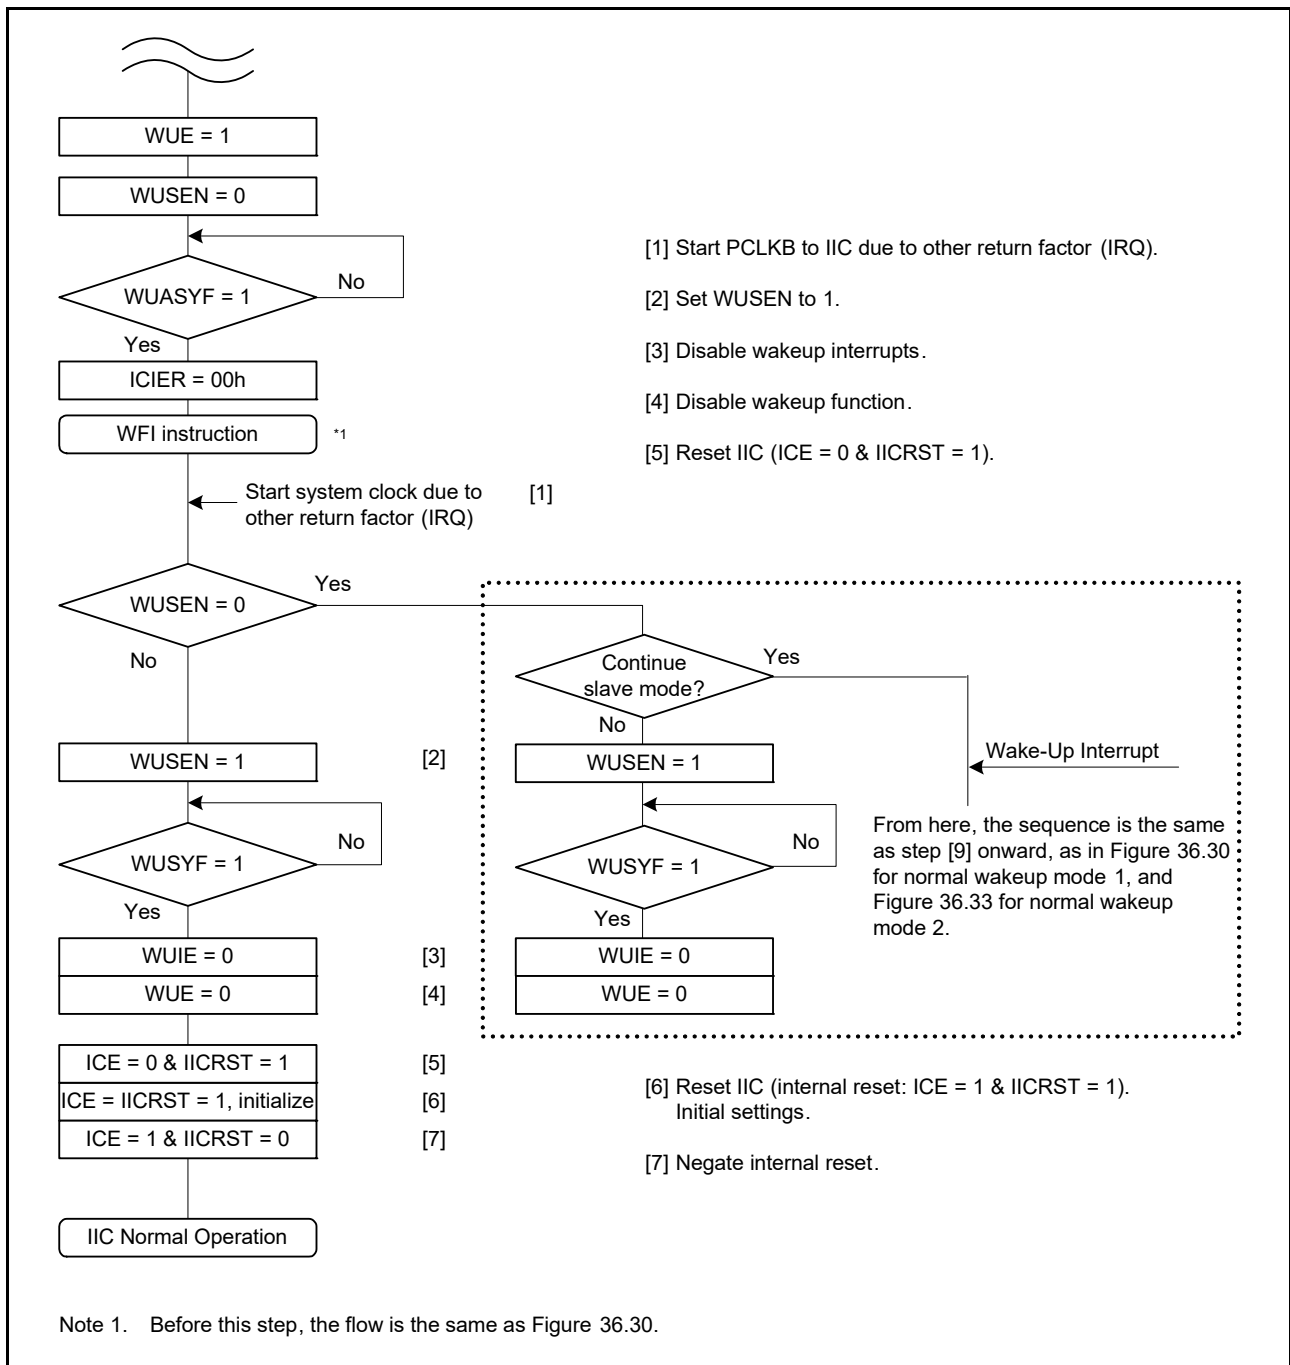 WUE = 1
WUSEN = 0
WUASYF = 1
No
Yes
ICIER = 00h
WFI instruction
*1
Start system clock due to
other return factor (IRQ)
[1]
[1] Start PCLKB to IIC due to other return factor (IRQ).
[2] Set WUSEN to 1.
[3] Disable wakeup interrupts.
[4] Disable wakeup function.
[5] Reset IIC (ICE = 0 & IICRST = 1).
WUSEN = 0
Yes
No
WUSEN = 1
[2]
WUSYF = 1
No
Yes
WUIE = 0
[3]
WUE = 0
[4]
Continue
slave mode?
Yes
No
WUSEN = 1
WUSYF = 1
No
Yes
WUIE = 0
WUE = 0
Wake-Up Interrupt
From here, the sequence is the same
as step [9] onward, as in Figure 36.30
for normal wakeup mode 1, and
Figure 36.33 for normal wakeup
mode 2.
ICE = 0 & IICRST = 1
[5]
ICE = IICRST = 1, initialize
[6]
ICE = 1 & IICRST = 0
[7]
[6] Reset IIC (internal reset: ICE = 1 & IICRST = 1).
Initial settings.
[7] Negate internal reset.
IIC Normal Operation
Note 1. Before this step, the flow is the same as Figure 36.30.